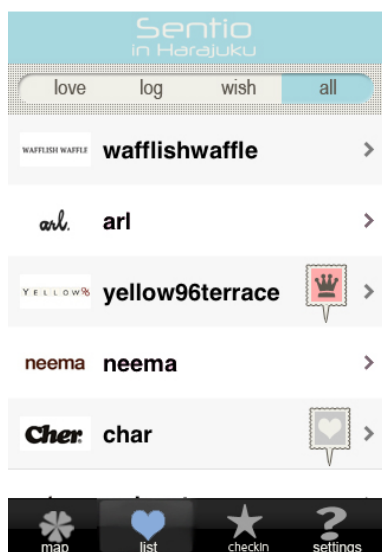 Sentio
in Harajuku
love log wish all
WAFFLISH WAFFLE wafflishwaffle
arl. arl
YELLOW96 yellow96terrace
neema neema
Cher. char
map list checkin settings